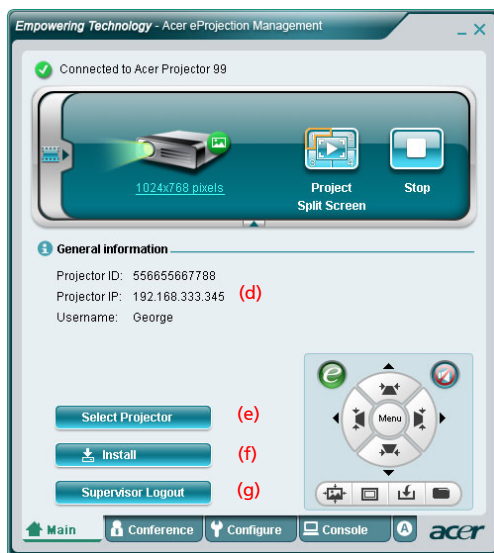 Empowering Technology - Acer eProjection Management
Connected to Acer Projector 99
1024x768 pixels
Project
Split Screen
Stop
General information
Projector ID: 556655667788
Projector IP: 192.168.333.345
(d)
Username: George
Select Projector
(e)
Install
(f)
Supervisor Logout
(g)
e
Menu
Main
Conference
Configure
Console
A
acer